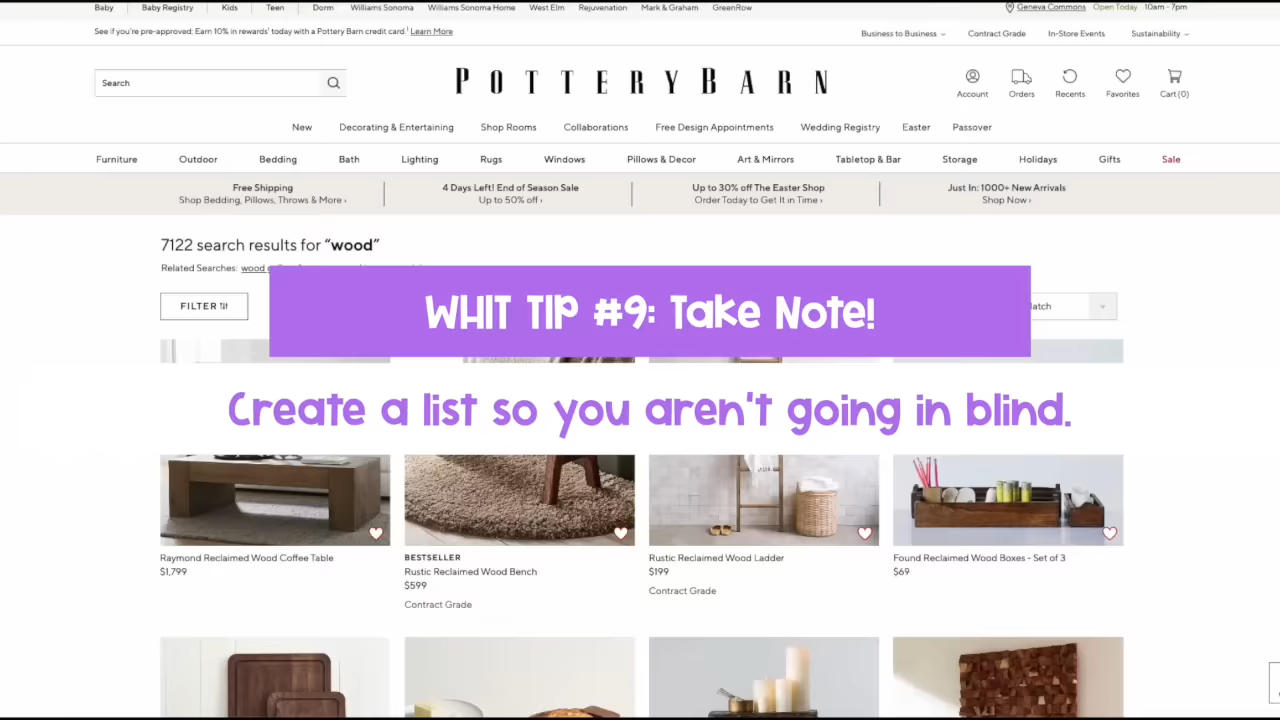 Baby Baby Registry Kids Teen Dorm Williams Sonoma Williams Sonoma Home West Elm Rejuvenation Mark & Graham GreenRow Geneva Commons Open Today 10am - 7pm
See if you're pre-approved: Earn 10% in rewards¹ today with a Pottery Barn credit card.¹ Learn More
Business to Business Contract Grade In-Store Events Sustainability
Search
POTTERY BARN
Account Orders Recents Favorites Cart (0)
New Decorating & Entertaining Shop Rooms Collaborations Free Design Appointments Wedding Registry Easter Passover
Furniture Outdoor Bedding Bath Lighting Rugs Windows Pillows & Decor Art & Mirrors Tabletop & Bar Storage Holidays Gifts Sale
Free Shipping 4 Days Left! End of Season Sale Up to 30% off The Easter Shop Just In: 1000+ New Arrivals
Shop Bedding, Pillows, Throws & More › Up to 50% off › Order Today to Get It in Time › Shop Now ›
7122 search results for “wood”
Related Searches: wood
FILTER
WHIT TIP #9: Take Note!
Create a list so you aren't going in blind.
Raymond Reclaimed Wood Coffee Table
$1,799
BESTSELLER
Rustic Reclaimed Wood Bench
$599
Contract Grade
Rustic Reclaimed Wood Ladder
$199
Contract Grade
Found Reclaimed Wood Boxes - Set of 3
$69